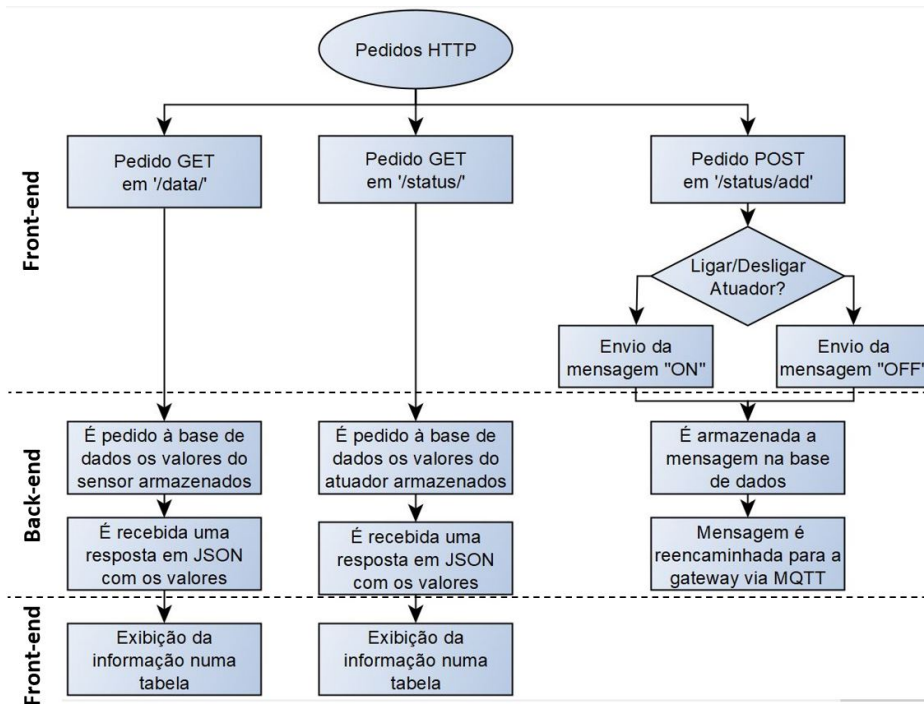 Pedidos HTTP
Front-end
Pedido GET
em '/data/'
Pedido GET
em '/status/'
Pedido POST
em '/status/add'
Ligar/Desligar
Atuador?
Envio da
mensagem "ON"
Envio da
mensagem "OFF"
Back-end
É pedido à base de
dados os valores do
sensor armazenados
É pedido à base de
dados os valores do
atuador armazenados
É armazenada a
mensagem na base
de dados
É recebida uma
resposta em JSON
com os valores
É recebida uma
resposta em JSON
com os valores
Mensagem é
reencaminhada para a
gateway via MQTT
Front-end
Exibição da
informação numa
tabela
Exibição da
informação numa
tabela